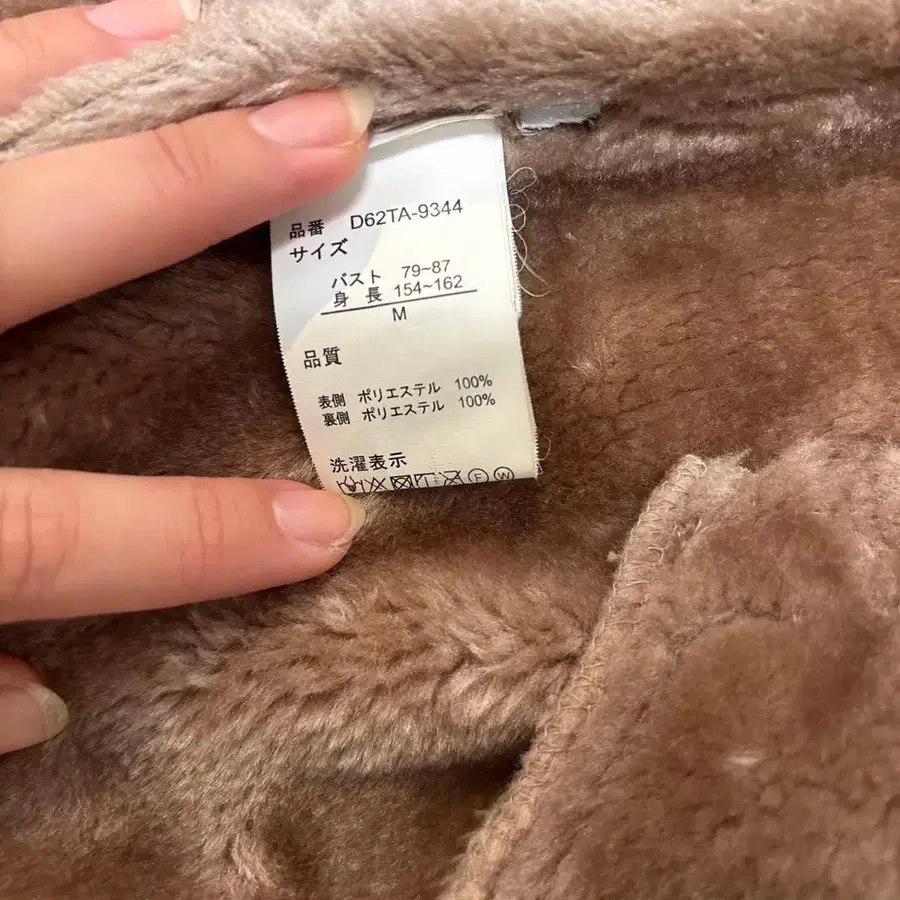 品番 D62TA-9344
サイズ
バスト 79~87
身長 154~162
M
品質
表側 ポリエステル 100%
裏側 ポリエステル 100%
洗濯表示
F W